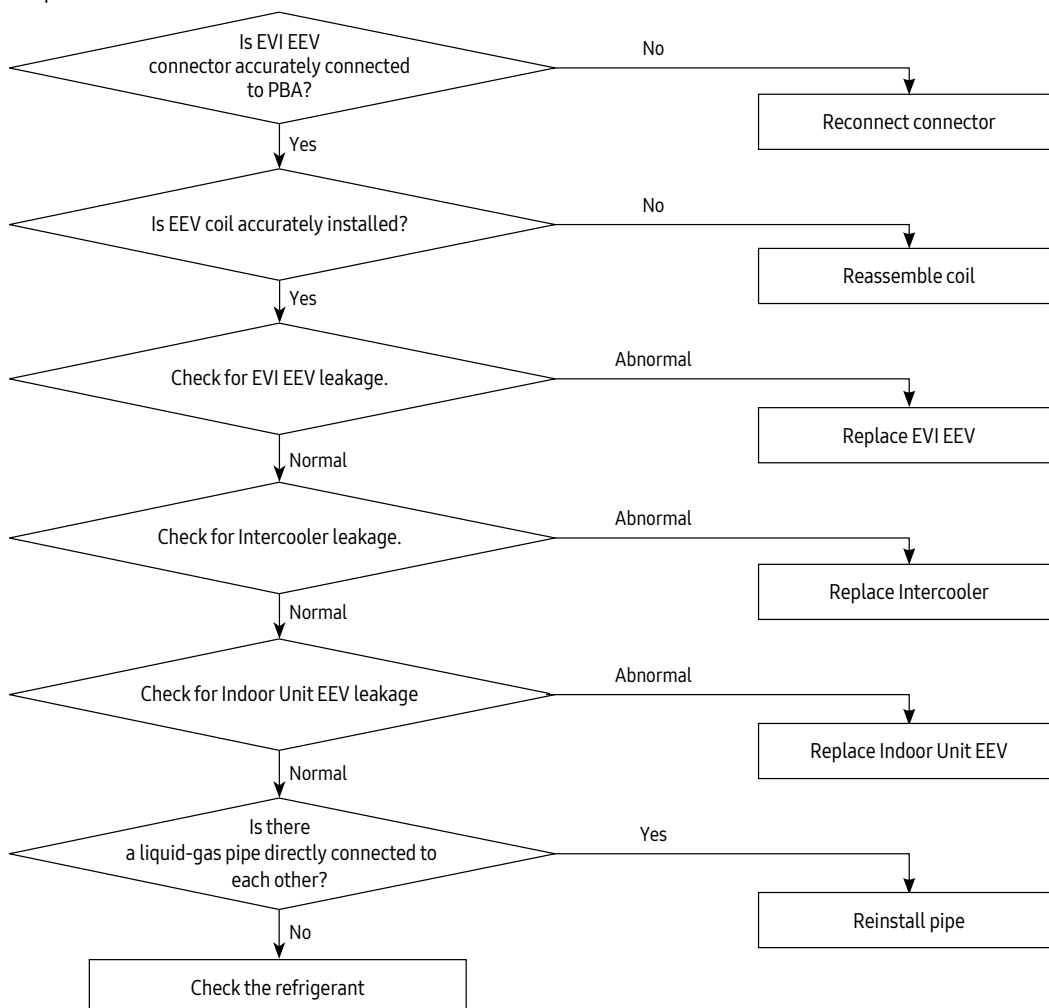 Is EVI EEV
connector accurately connected
to PBA?
No
Reconnect connector
Yes
Is EEV coil accurately installed?
No
Reassemble coil
Yes
Check for EVI EEV leakage.
Abnormal
Replace EVI EEV
Normal
Check for Intercooler leakage.
Abnormal
Replace Intercooler
Normal
Check for Indoor Unit EEV leakage
Abnormal
Replace Indoor Unit EEV
Normal
Is there
a liquid-gas pipe directly connected to
each other?
Yes
Reinstall pipe
No
Check the refrigerant